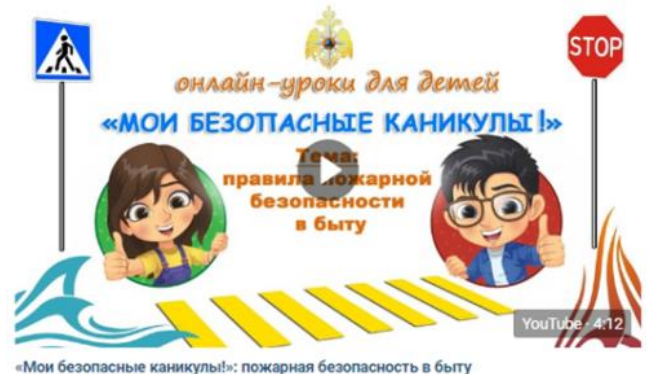 STOP
онлайн-уроки для детей
«МОИ БЕЗОПАСНЫЕ КАНИКУЛЫ!»
Тема:
правила пожарной
безопасности
в быту
YouTube · 4:12
«Мои безопасные каникулы!»: пожарная безопасность в быту